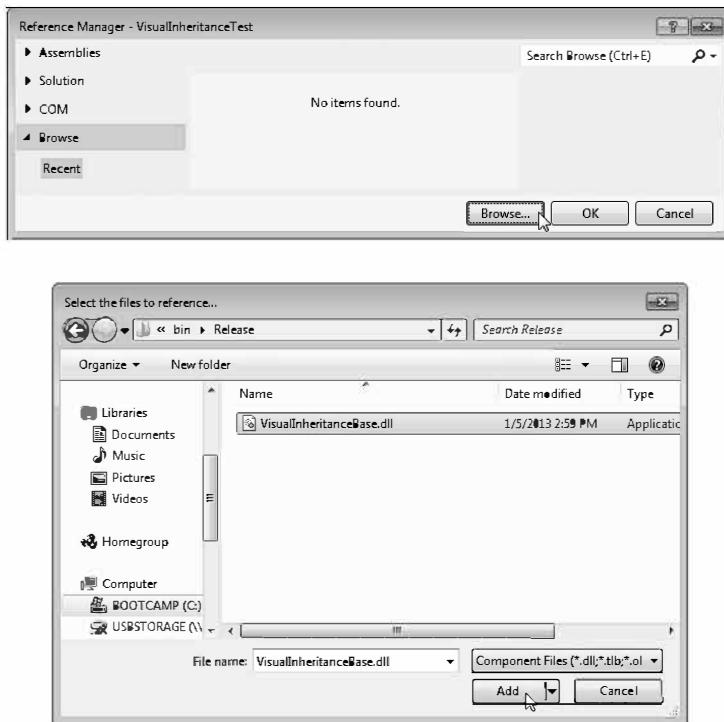 Reference Manager - VisualInheritanceTest
Assemblies
Search Browse (Ctrl+E)
Solution
COM
No items found.
Browse
Recent
Browse... OK Cancel
Select the files to reference...
« bin Release
Search Release
Organize New folder
Name Date modified Type
Libraries
Documents
Music
Pictures
Videos
Homegroup
Computer
BOOTCAMP (C:)
USBSTORAGE (\\
VisualInheritanceBase.dll 1/5/2013 2:59 PM Applicatic
File name: VisualInheritanceBase.dll Component Files (*.dll;*.tlb;*.ol
Add Cancel